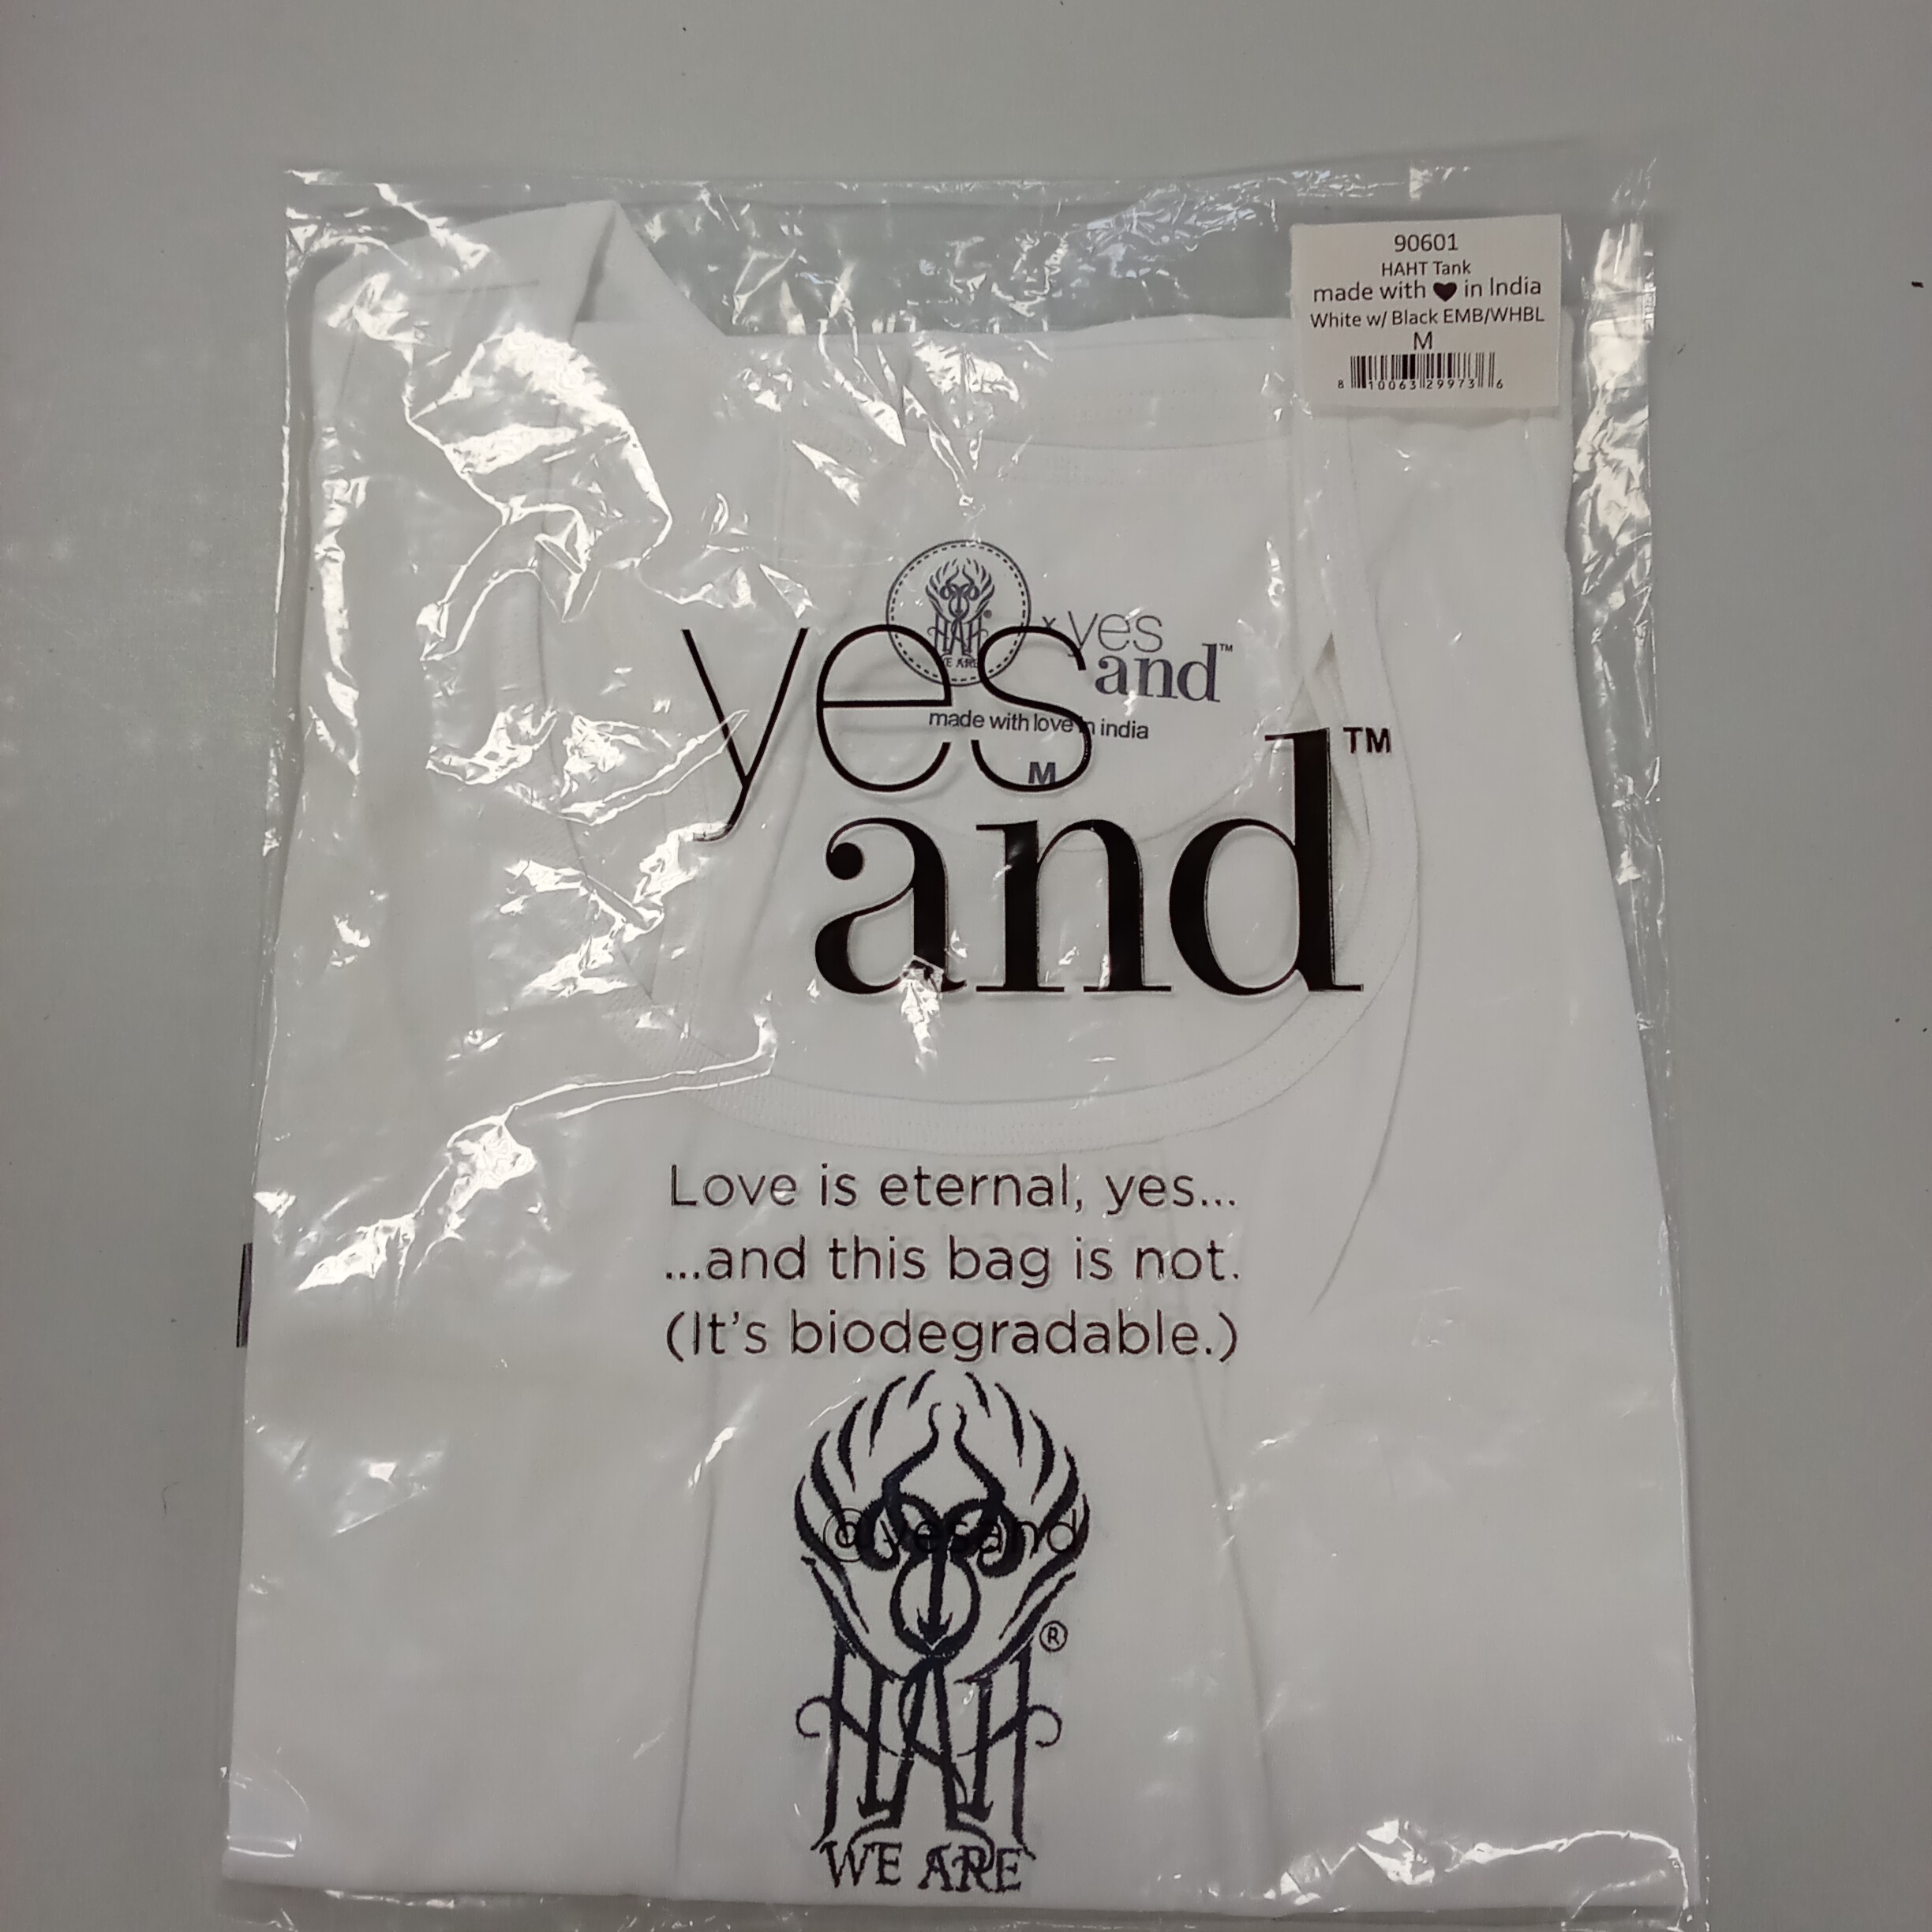 90601
HAHT Tank
made with ♥ in India
White w/ Black EMB/WHBL
M
8 10063 29973 6
HAH ®
WE ARE
x yes
and™
made with love in india
M
yes
and™
Love is eternal, yes...
...and this bag is not.
(It's biodegradable.)
@yesand
HAH ®
WE ARE